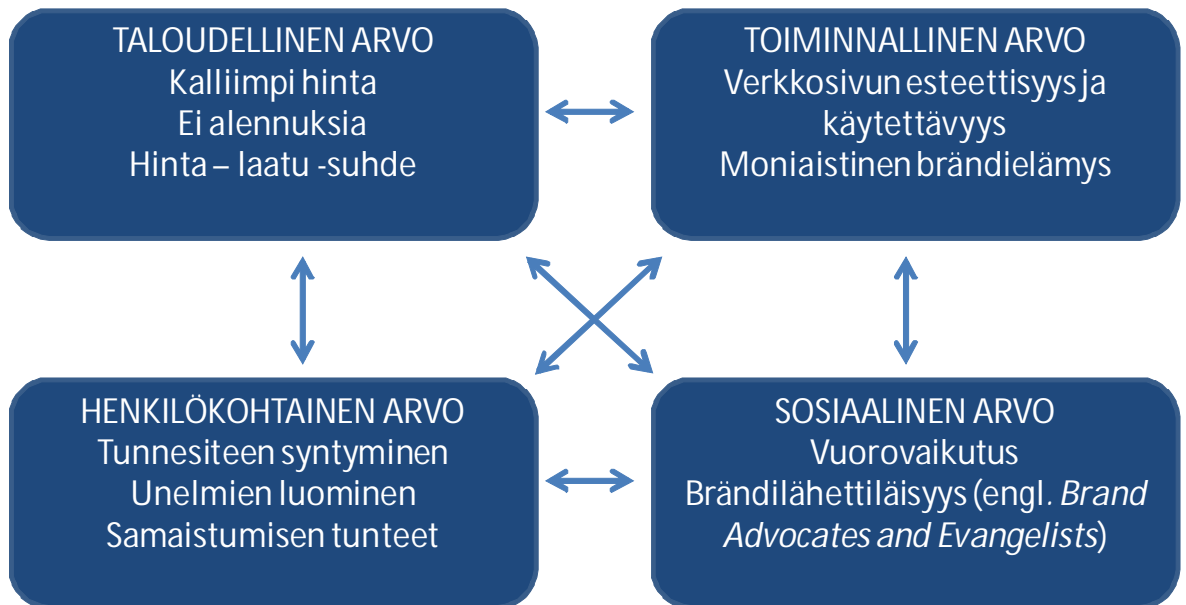 TALOUDELLINEN ARVO
Kalliimpi hinta
Ei alennuksia
Hinta – laatu -suhde
TOIMINNALLINEN ARVO
Verkkosivun esteettisyys ja
käytettävyys
Moniaistinen brändielämys
HENKILÖKOHTAINEN ARVO
Tunnesiteen syntyminen
Unelmien luominen
Samaistumisen tunteet
SOSIAALINEN ARVO
Vuorovaikutus
Brändilähettiläisyys (engl. Brand
Advocates and Evangelists)